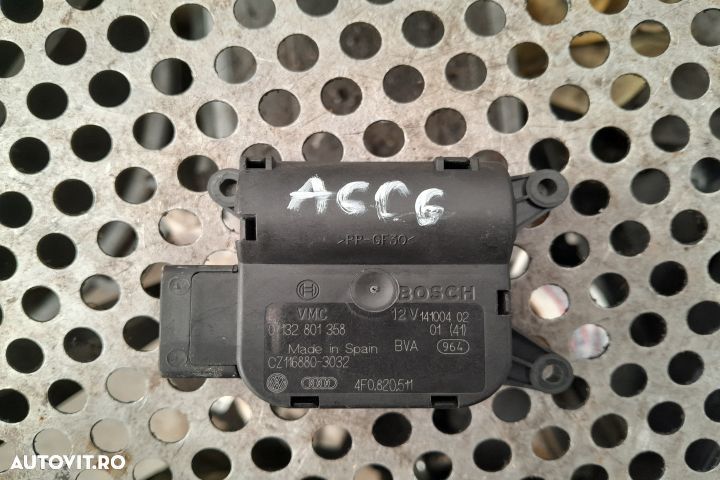 A6C6
>PP-GF30<
BOSCH
VMC 12 V 141004 02
0 132 801 358 01 (41)
Made in Spain BVA 964
CZ116880-3032
4F0.820.511
AUTOVIT.RO